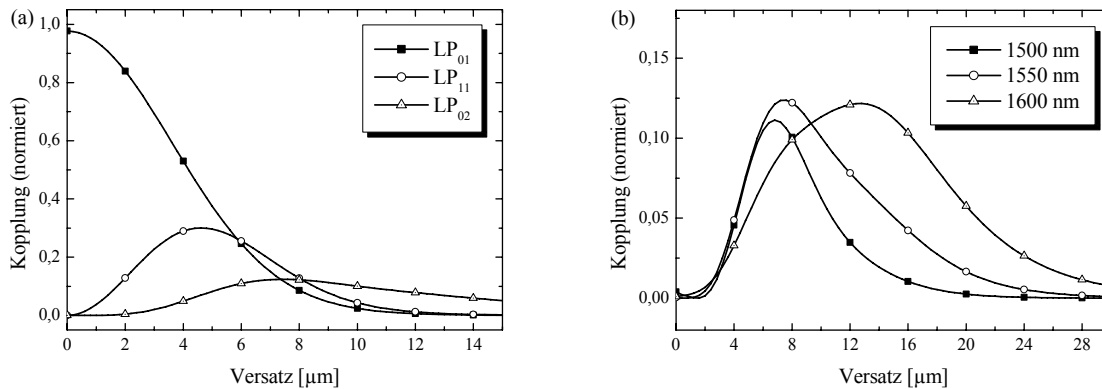 (a)
1,0
0,8
0,6
0,4
0,2
0,0
Kopplung (normiert)
0 2 4 6 8 10 12 14
Versatz [µm]
LP01
LP11
LP02
(b)
0,15
0,10
0,05
0,00
Kopplung (normiert)
0 4 8 12 16 20 24 28
Versatz [µm]
1500 nm
1550 nm
1600 nm